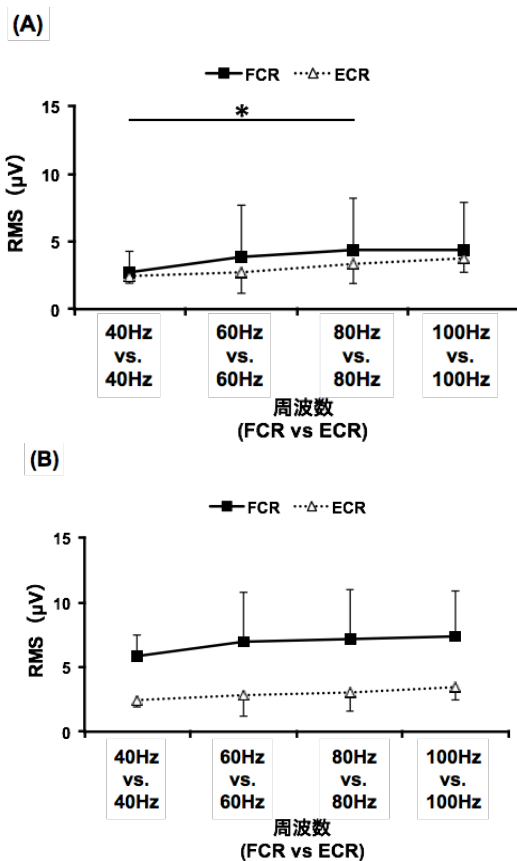 (A)
FCR ECR
*
15
10
5
0
RMS（μV）
40Hz vs. 40Hz
60Hz vs. 60Hz
80Hz vs. 80Hz
100Hz vs. 100Hz
周波数
(FCR vs ECR)
(B)
FCR ECR
15
10
5
0
RMS（μV）
40Hz vs. 40Hz
60Hz vs. 60Hz
80Hz vs. 80Hz
100Hz vs. 100Hz
周波数
(FCR vs ECR)